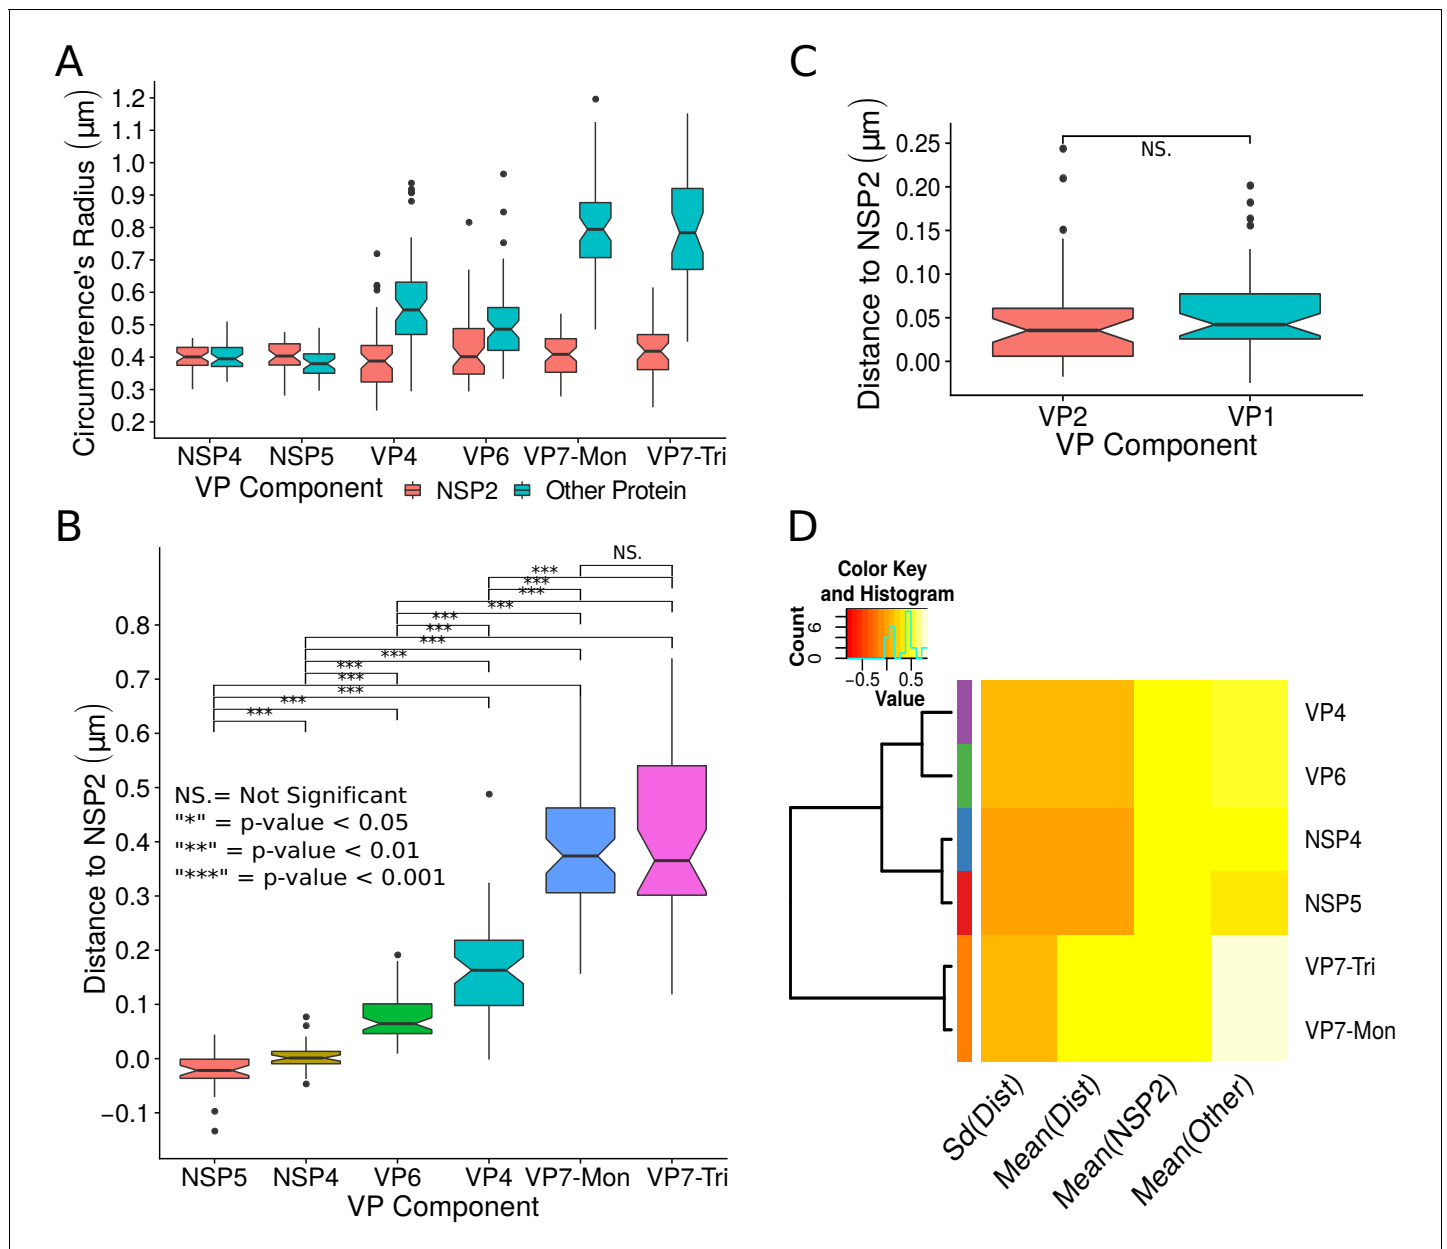 A
Circumference's Radius (μm)
1.2
1.1
1.0
0.9
0.8
0.7
0.6
0.5
0.4
0.3
0.2
NSP4 NSP5 VP4 VP6 VP7-Mon VP7-Tri
VP Component NSP2 Other Protein
C
Distance to NSP2 (μm)
0.25
0.20
0.15
0.10
0.05
0.00
NS.
VP2 VP1
VP Component
B
Distance to NSP2 (μm)
0.8
0.7
0.6
0.5
0.4
0.3
0.2
0.1
0.0
−0.1
NS.
***
***
***
***
***
***
***
***
***
***
***
***
***
NS.= Not Significant
"*" = p-value < 0.05
"**" = p-value < 0.01
"***" = p-value < 0.001
NSP5 NSP4 VP6 VP4 VP7-Mon VP7-Tri
VP Component
D
Color Key
and Histogram
Count
0 6
−0.5 0.5
Value
VP4
VP6
NSP4
NSP5
VP7-Tri
VP7-Mon
Sd(Dist)
Mean(Dist)
Mean(NSP2)
Mean(Other)